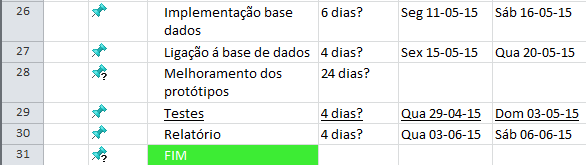 26 Implementação base dados 6 dias? Seg 11-05-15 Sáb 16-05-15
27 Ligação á base de dados 4 dias? Sex 15-05-15 Qua 20-05-15
28 ? Melhoramento dos protótipos 24 dias?
29 Testes 4 dias? Qua 29-04-15 Dom 03-05-15
30 Relatório 4 dias? Qua 03-06-15 Sáb 06-06-15
31 ? FIM